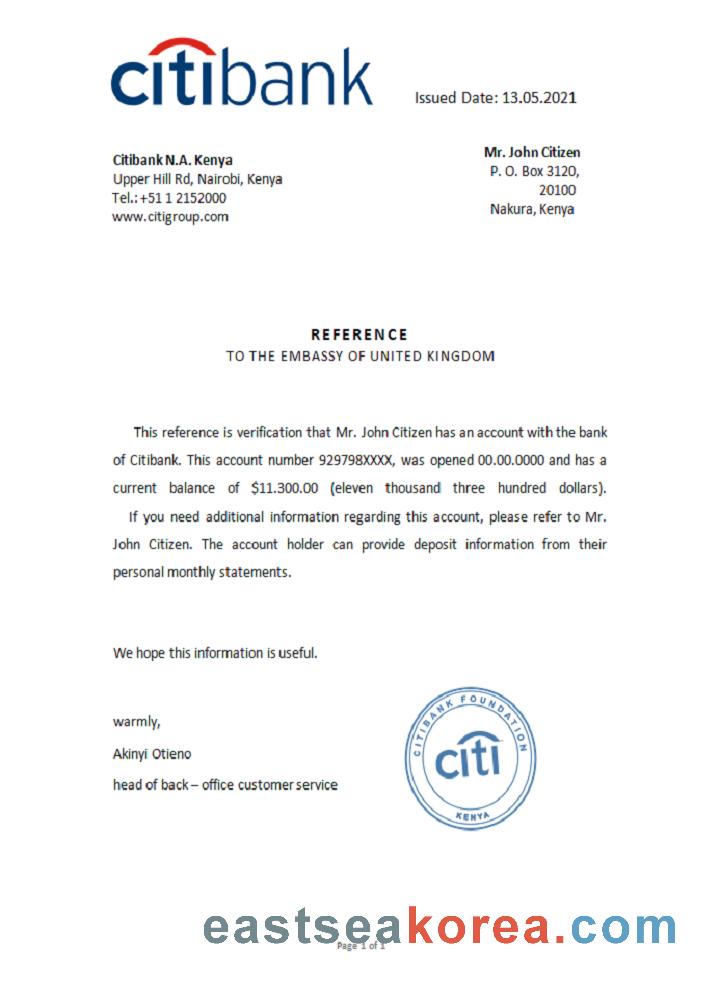 citibank
Issued Date: 13.05.2021
Citibank N.A. Kenya
Upper Hill Rd, Nairobi, Kenya
Tel.: +51 1 2152000
www.citigroup.com
Mr. John Citizen
P. O. Box 3120,
20100
Nakura, Kenya
REFERENCE
TO THE EMBASSY OF UNITED KINGDOM
This reference is verification that Mr. John Citizen has an account with the bank
of Citibank. This account number 929798XXXX, was opened 00.00.0000 and has a
current balance of $11.300.00 (eleven thousand three hundred dollars).
If you need additional information regarding this account, please refer to Mr.
John Citizen. The account holder can provide deposit information from their
personal monthly statements.
We hope this information is useful.
warmly,
Akinyi Otieno
head of back – office customer service
CITIBANK FOUNDATION
citi
KENYA
eastseakorea.com
Page 1 of 1